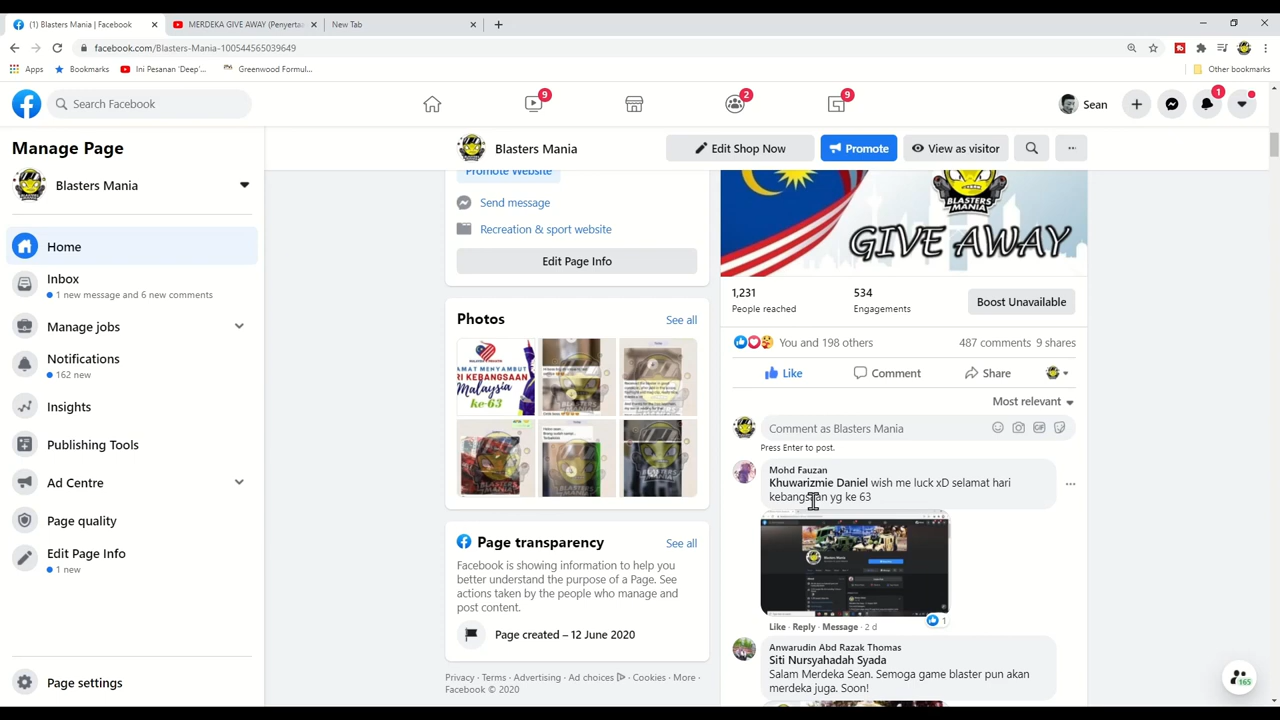 (1) Blasters Mania | Facebook
MERDEKA GIVE AWAY (Penyertaa
New Tab
facebook.com/Blasters-Mania-100544565039649
Apps
Bookmarks
Ini Pesanan 'Deep'...
Greenwood Formul...
Other bookmarks
Search Facebook
9
2
9
Sean
1
Manage Page
Blasters Mania
Home
Inbox
1 new message and 6 new comments
Manage jobs
Notifications
162 new
Insights
Publishing Tools
Ad Centre
Page quality
Edit Page Info
1 new
Page settings
Blasters Mania
Edit Shop Now
Promote
View as visitor
Promote Website
Send message
Recreation & sport website
Edit Page Info
Photos
See all
SELAMAT MENYAMBUT
HARI KEBANGSAAN
Malaysia
ke-63
Page transparency
See all
Facebook is showing information to help you
better understand the purpose of a Page. See
actions taken by the people who manage and
post content.
Page created – 12 June 2020
Privacy · Terms · Advertising · Ad choices · Cookies · More ·
Facebook © 2020
BLASTERS
MANIA
GIVE AWAY
1,231
People reached
534
Engagements
Boost Unavailable
You and 198 others
487 comments 9 shares
Like
Comment
Share
Most relevant
Comment as Blasters Mania
Press Enter to post.
Mohd Fauzan
Khuwarizmie Daniel wish me luck xD selamat hari
kebangsaan yg ke 63
Like · Reply · Message · 2 d
1
Anwarudin Abd Razak Thomas
Siti Nursyahadah Syada
Salam Merdeka Sean. Semoga game blaster pun akan
merdeka juga. Soon!
165